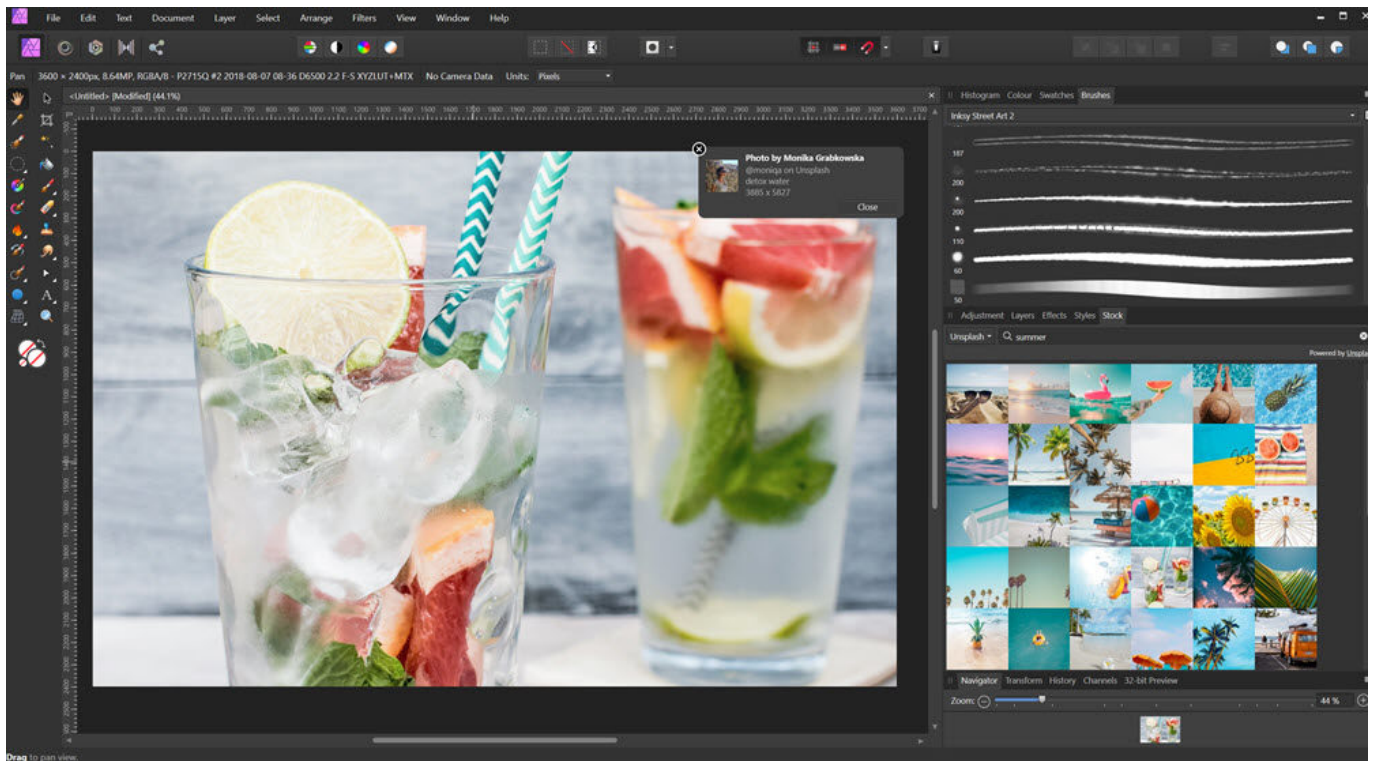 File Edit Text Document Layer Select Arrange Filters View Window Help
Pan 3600 × 2400px, 8.64MP, RGBA/8 - P2715Q #2 2018-08-07 08-36 D6500 2.2 F-S XYZLUT+MTX No Camera Data Units: Pixels
<Untitled> [Modified] (44.1%)
Histogram Colour Swatches Brushes
Inksy Street Art 2
187
200
200
110
60
50
Photo by Monika Grabkowska
@moniqa on Unsplash
detox water
3885 x 5827
Close
Adjustment Layers Effects Styles Stock
Unsplash
summer
Powered by
Navigator Transform History Channels 32-bit Preview
Zoom: 44 %
Drag to pan view.